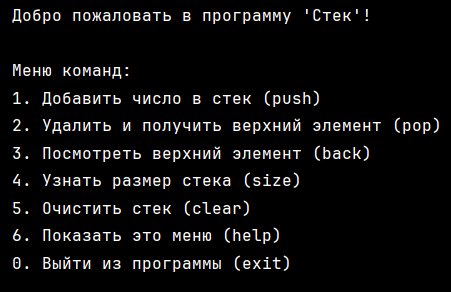 Добро пожаловать в программу 'Стек'!
Меню команд:
1. Добавить число в стек (push)
2. Удалить и получить верхний элемент (pop)
3. Посмотреть верхний элемент (back)
4. Узнать размер стека (size)
5. Очистить стек (clear)
6. Показать это меню (help)
0. Выйти из программы (exit)